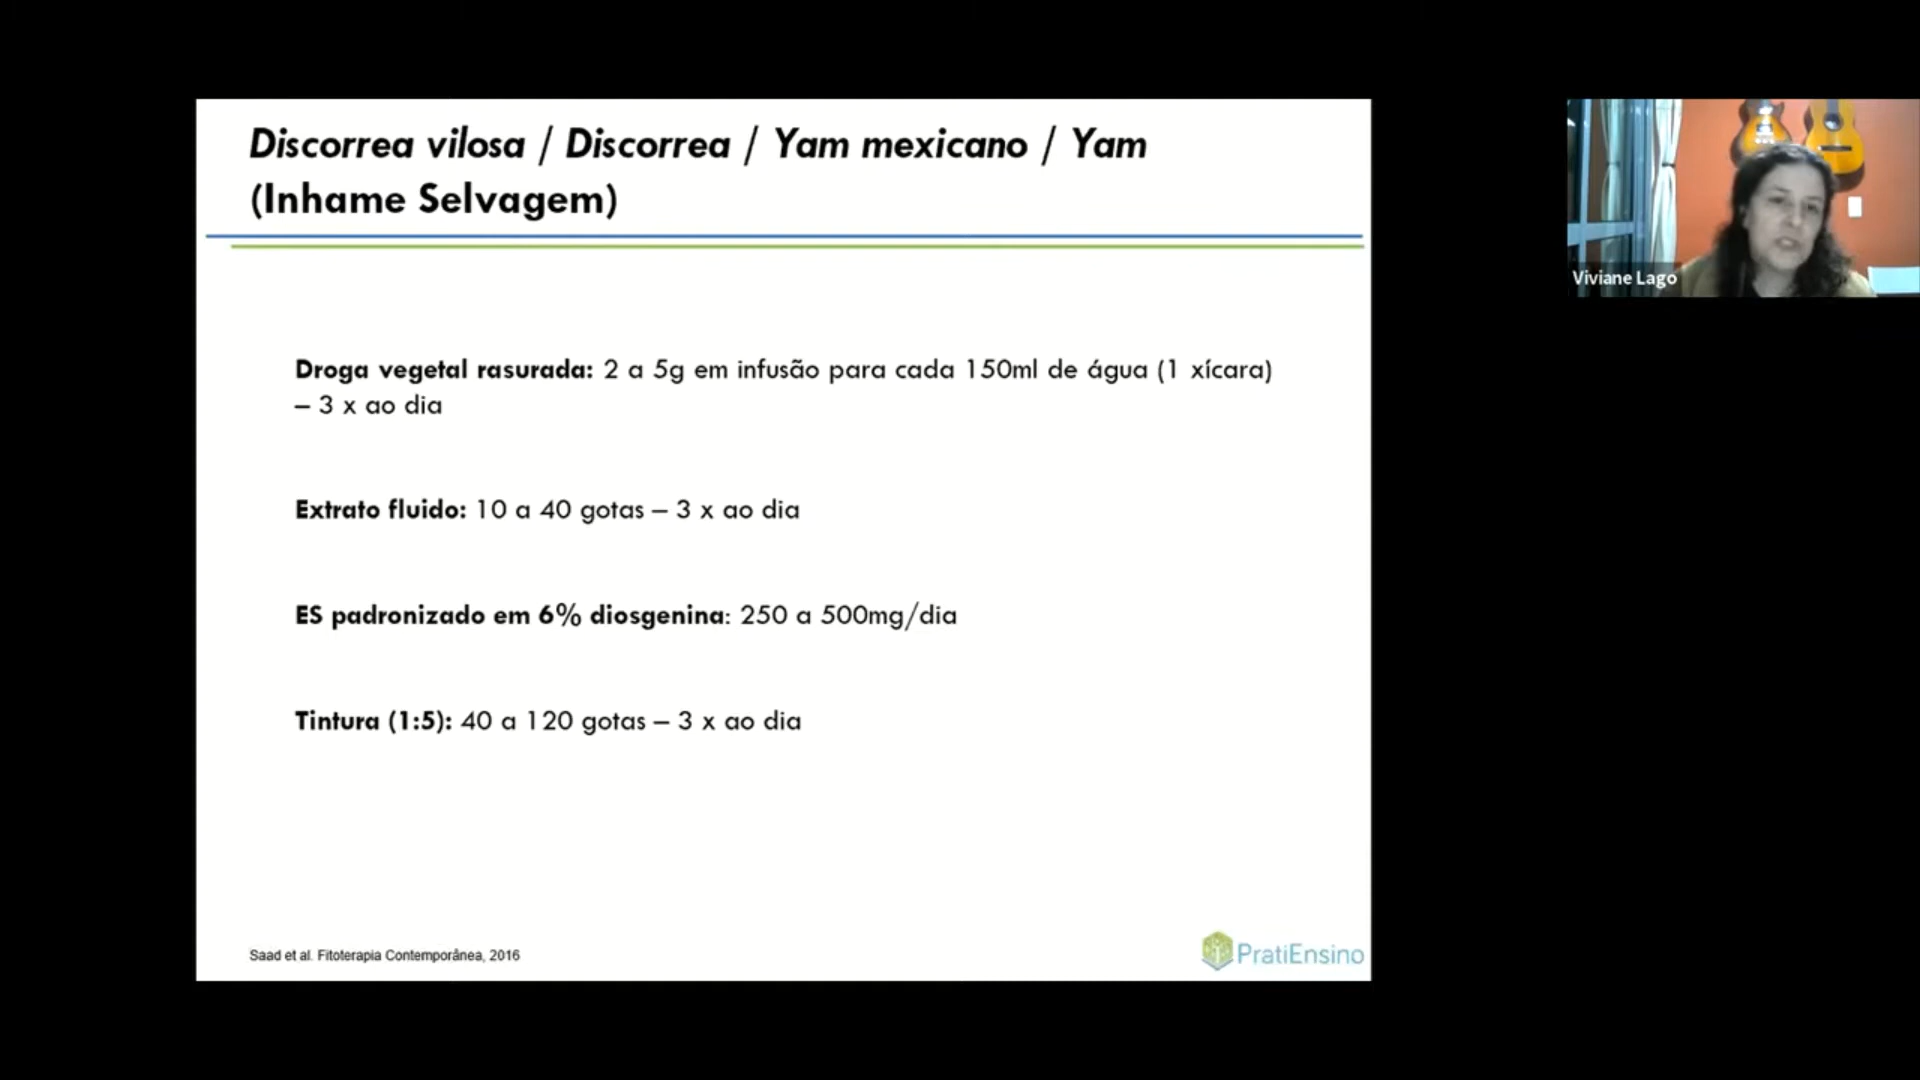 Discorrea vilosa / Discorrea / Yam mexicano / Yam
(Inhame Selvagem)
Viviane Lago
Droga vegetal rasurada: 2 a 5g em infusão para cada 150ml de água (1 xícara)
– 3 x ao dia
Extrato fluido: 10 a 40 gotas – 3 x ao dia
ES padronizado em 6% diosgenina: 250 a 500mg/dia
Tintura (1:5): 40 a 120 gotas – 3 x ao dia
Saad et al. Fitoterapia Contemporânea, 2016
PratiEnsino